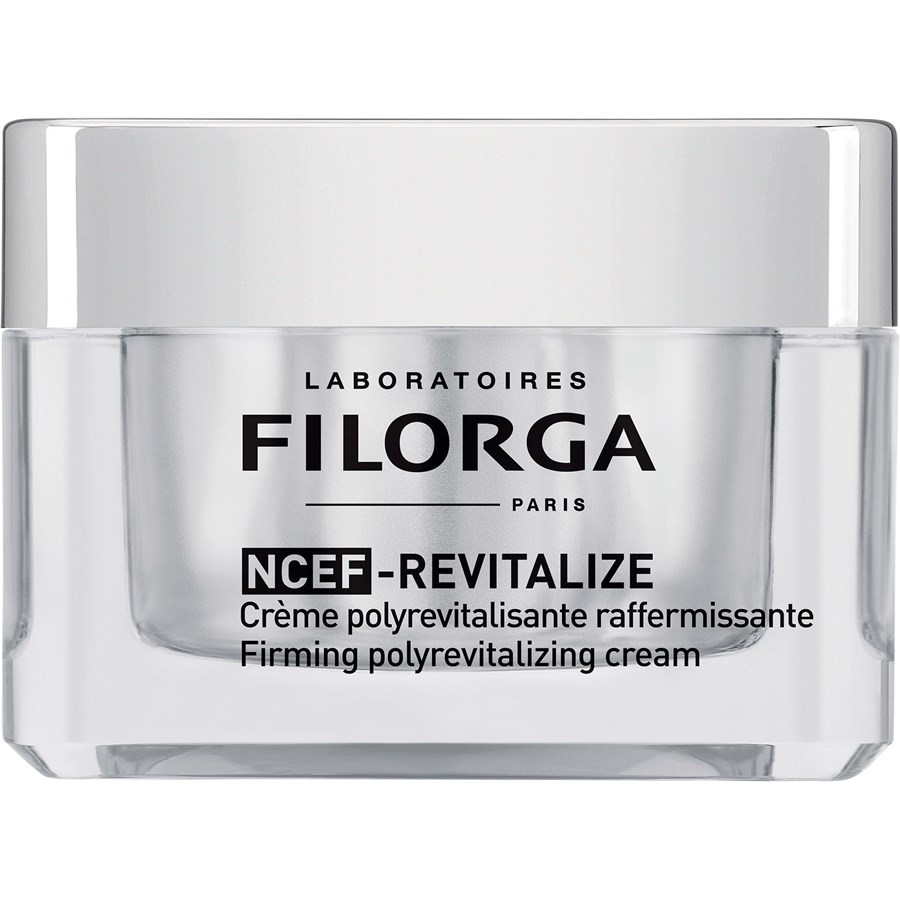 LABORATOIRES
FILORGA
PARIS
NCEF-REVITALIZE
Crème polyrevitalisante raffermissante
Firming polyrevitalizing cream